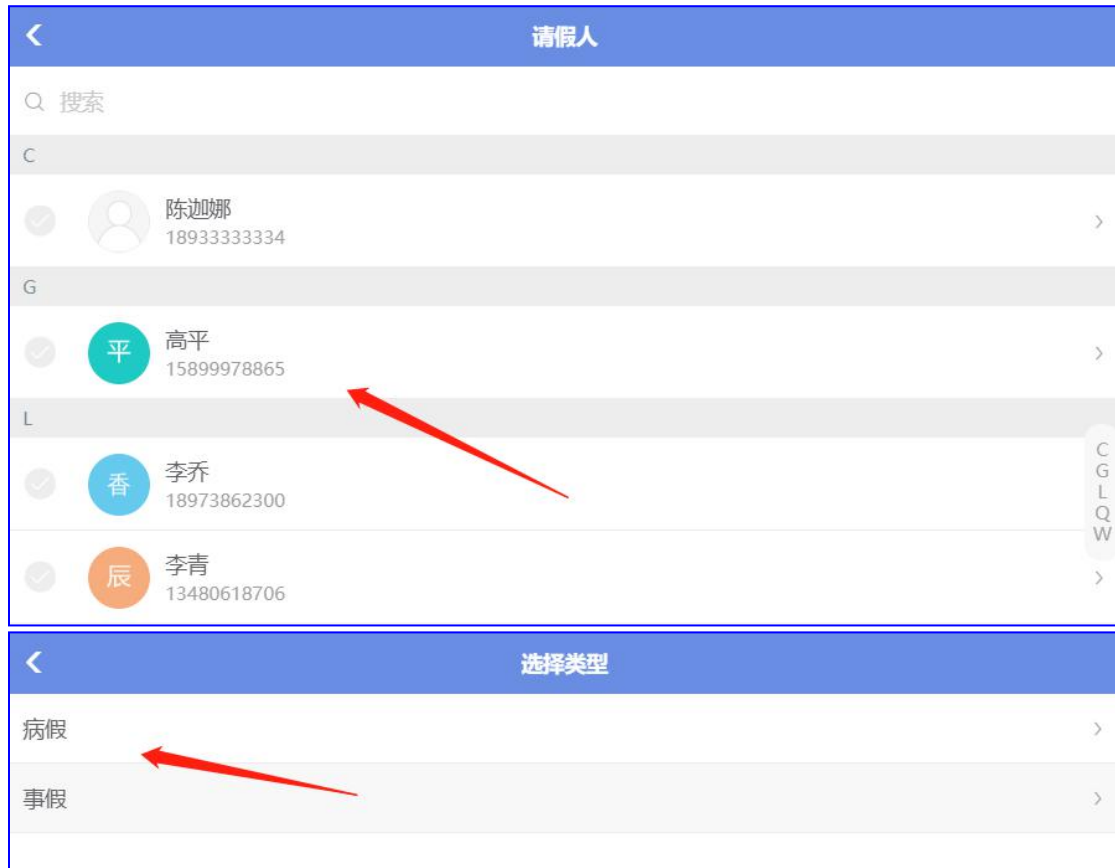 请假人
搜索
C
陈迦娜
18933333334
G
平
高平
15899978865
L
香
李乔
18973862300
辰
李青
13480618706
C
G
L
Q
W
选择类型
病假
事假